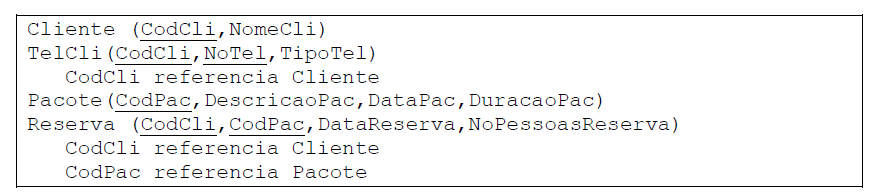 Cliente (CodCli,NomeCli)
TelCli(CodCli,NoTel,TipoTel)
CodCli referencia Cliente
Pacote(CodPac,DescricaoPac,DataPac,DuracaoPac)
Reserva (CodCli,CodPac,DataReserva,NoPessoasReserva)
CodCli referencia Cliente
CodPac referencia Pacote